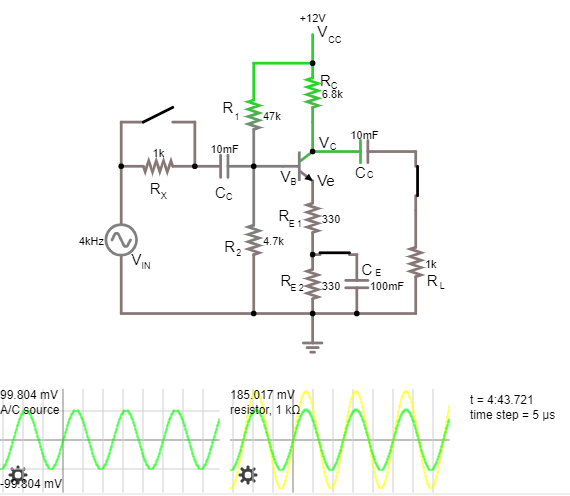 +12V
VCC
RC
6.8k
R1
47k
VC
10mF
CC
1k
RX
10mF
CC
VB
Ve
RE1
330
4kHz
VIN
R2
4.7k
RE2
330
CE
100mF
1k
RL
99.804 mV
A/C source
-99.804 mV
185.017 mV
resistor, 1 kΩ
t = 4:43.721
time step = 5 µs